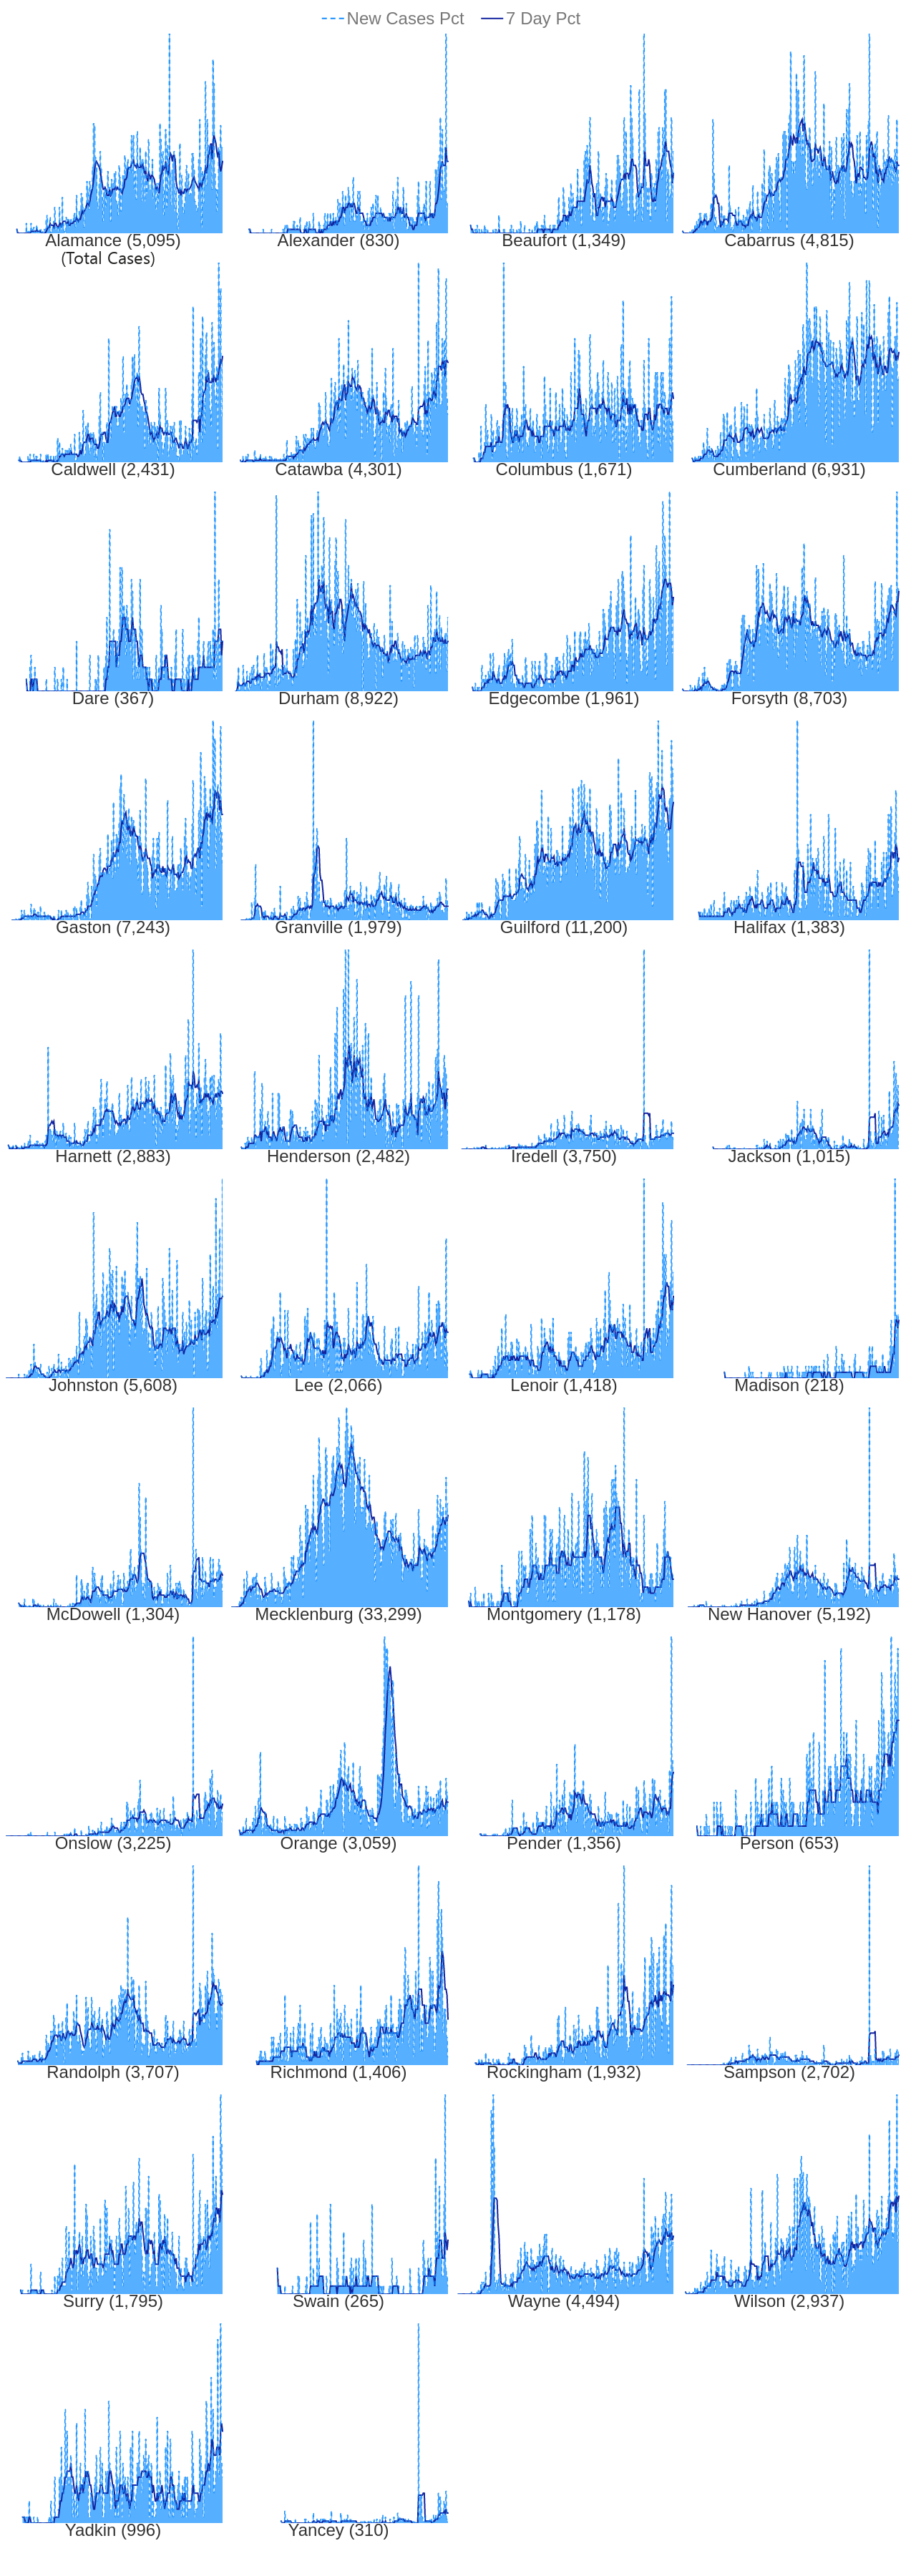 New Cases Pct 7 Day Pct
Alamance (5,095) Alexander (830) Beaufort (1,349) Cabarrus (4,815)
(Total Cases)
Caldwell (2,431) Catawba (4,301) Columbus (1,671) Cumberland (6,931)
Dare (367) Durham (8,922) Edgecombe (1,961) Forsyth (8,703)
Gaston (7,243) Granville (1,979) Guilford (11,200) Halifax (1,383)
Harnett (2,883) Henderson (2,482) Iredell (3,750) Jackson (1,015)
Johnston (5,608) Lee (2,066) Lenoir (1,418) Madison (218)
McDowell (1,304) Mecklenburg (33,299) Montgomery (1,178) New Hanover (5,192)
Onslow (3,225) Orange (3,059) Pender (1,356) Person (653)
Randolph (3,707) Richmond (1,406) Rockingham (1,932) Sampson (2,702)
Surry (1,795) Swain (265) Wayne (4,494) Wilson (2,937)
Yadkin (996) Yancey (310)